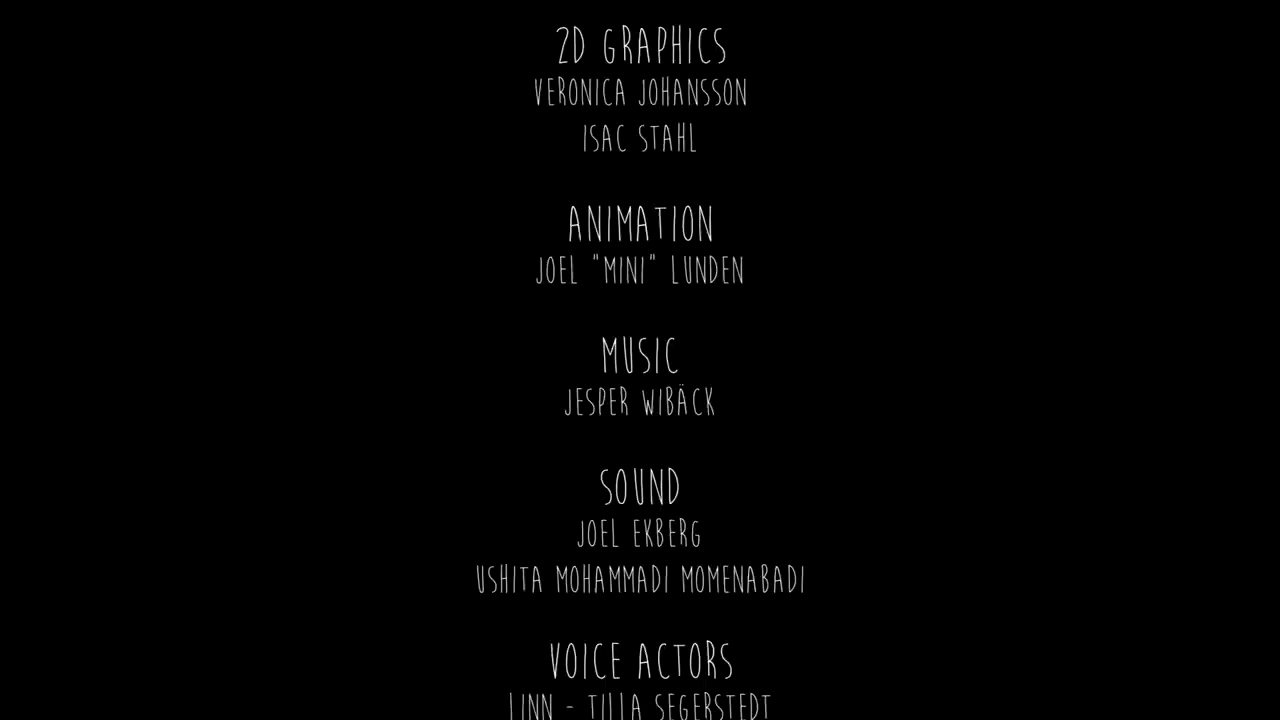 2D GRAPHICS
VERONICA JOHANSSON
ISAC STAHL
ANIMATION
JOEL "MINI" LUNDEN
MUSIC
JESPER WIBÄCK
SOUND
JOEL EKBERG
USHITA MOHAMMADI MOMENABADI
VOICE ACTORS
LINN - TILLA SEGERSTEDT